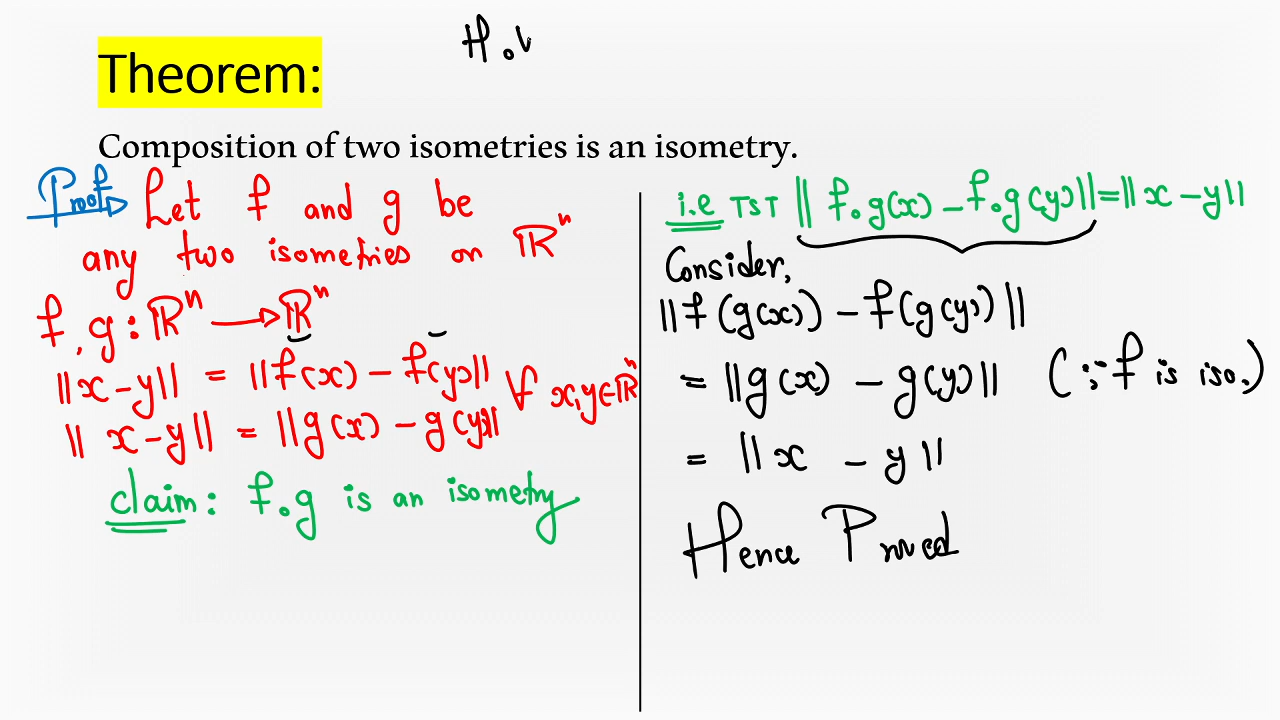 H.W
Theorem:
Composition of two isometries is an isometry.
Proof Let f and g be
any two isometries on ℝⁿ
f, g : ℝⁿ → ℝⁿ
||x-y|| = ||f(x) - f(y)|| ∀ x,y∈ℝⁿ
|| x-y|| = ||g(x) - g(y)||
claim: f∘g is an isometry
i.e TST || f∘g(x) - f∘g(y)|| = ||x-y||
Consider,
||f(g(x)) - f(g(y))||
= ||g(x) - g(y)|| (∵ f is iso.)
= ||x - y||
Hence Proved